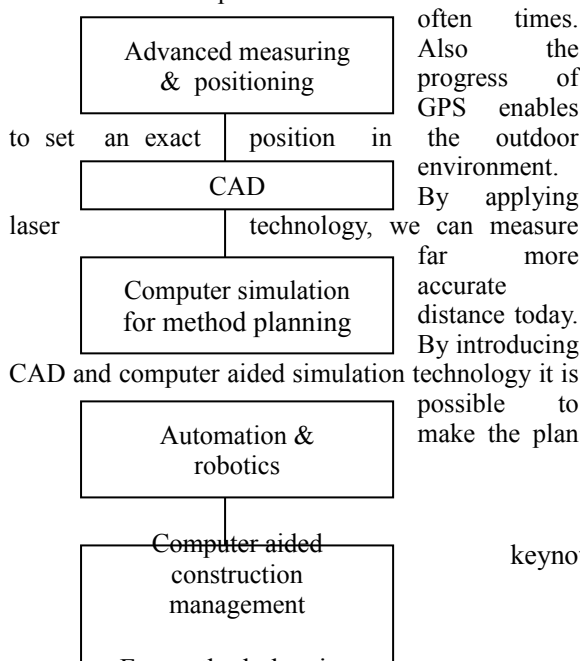 often times.
Advanced measuring
& positioning
Also the
progress of
GPS enables
to set an exact position in the outdoor
environment.
CAD
By applying
laser technology, we can measure
far more
accurate
Computer simulation
for method planning
distance today.
By introducing
CAD and computer aided simulation technology it is
possible to
Automation &
robotics
make the plan
Computer aided
construction
management